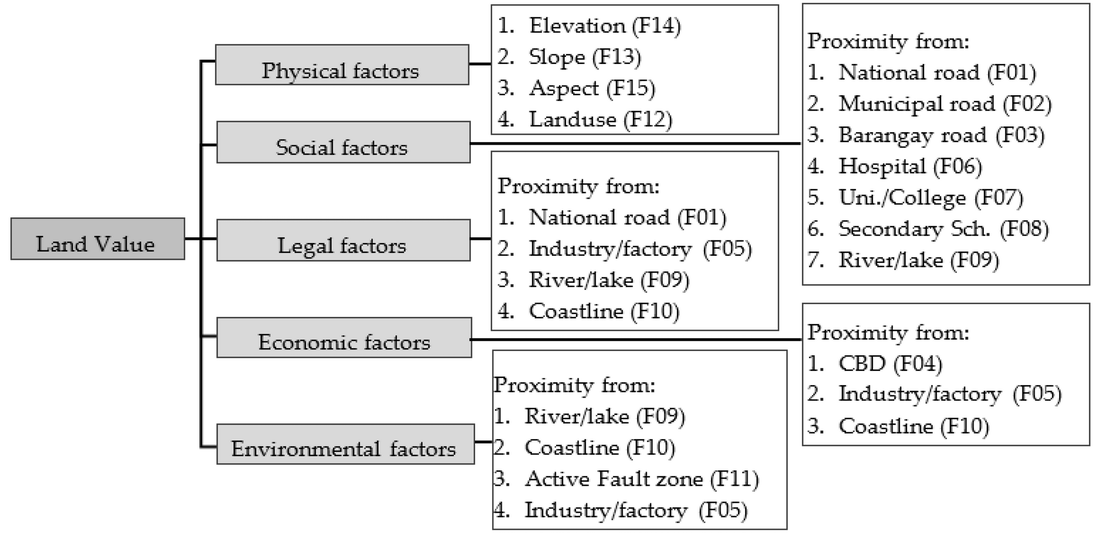 Land Value
Physical factors
1. Elevation (F14)
2. Slope (F13)
3. Aspect (F15)
4. Landuse (F12)
Social factors
Proximity from:
1. National road (F01)
2. Municipal road (F02)
3. Barangay road (F03)
4. Hospital (F06)
5. Uni./College (F07)
6. Secondary Sch. (F08)
7. River/lake (F09)
Legal factors
Proximity from:
1. National road (F01)
2. Industry/factory (F05)
3. River/lake (F09)
4. Coastline (F10)
Economic factors
Proximity from:
1. CBD (F04)
2. Industry/factory (F05)
3. Coastline (F10)
Environmental factors
Proximity from:
1. River/lake (F09)
2. Coastline (F10)
3. Active Fault zone (F11)
4. Industry/factory (F05)